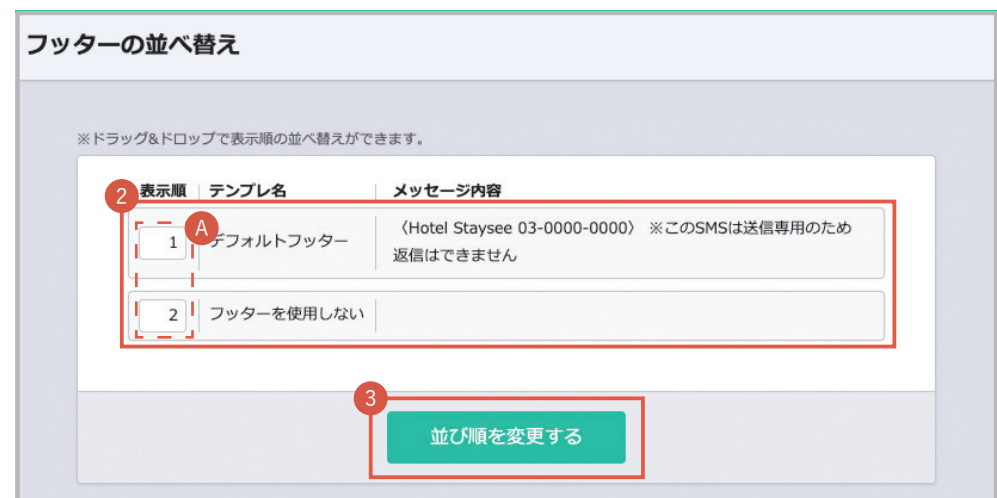 フッターの並べ替え
※ドラッグ&ドロップで表示順の並べ替えができます。
2 表示順 テンプレ名 メッセージ内容
A
1 デフォルトフッター 〈Hotel Staysee 03-0000-0000〉 ※このSMSは送信専用のため
返信はできません
2 フッターを使用しない
3
並び順を変更する